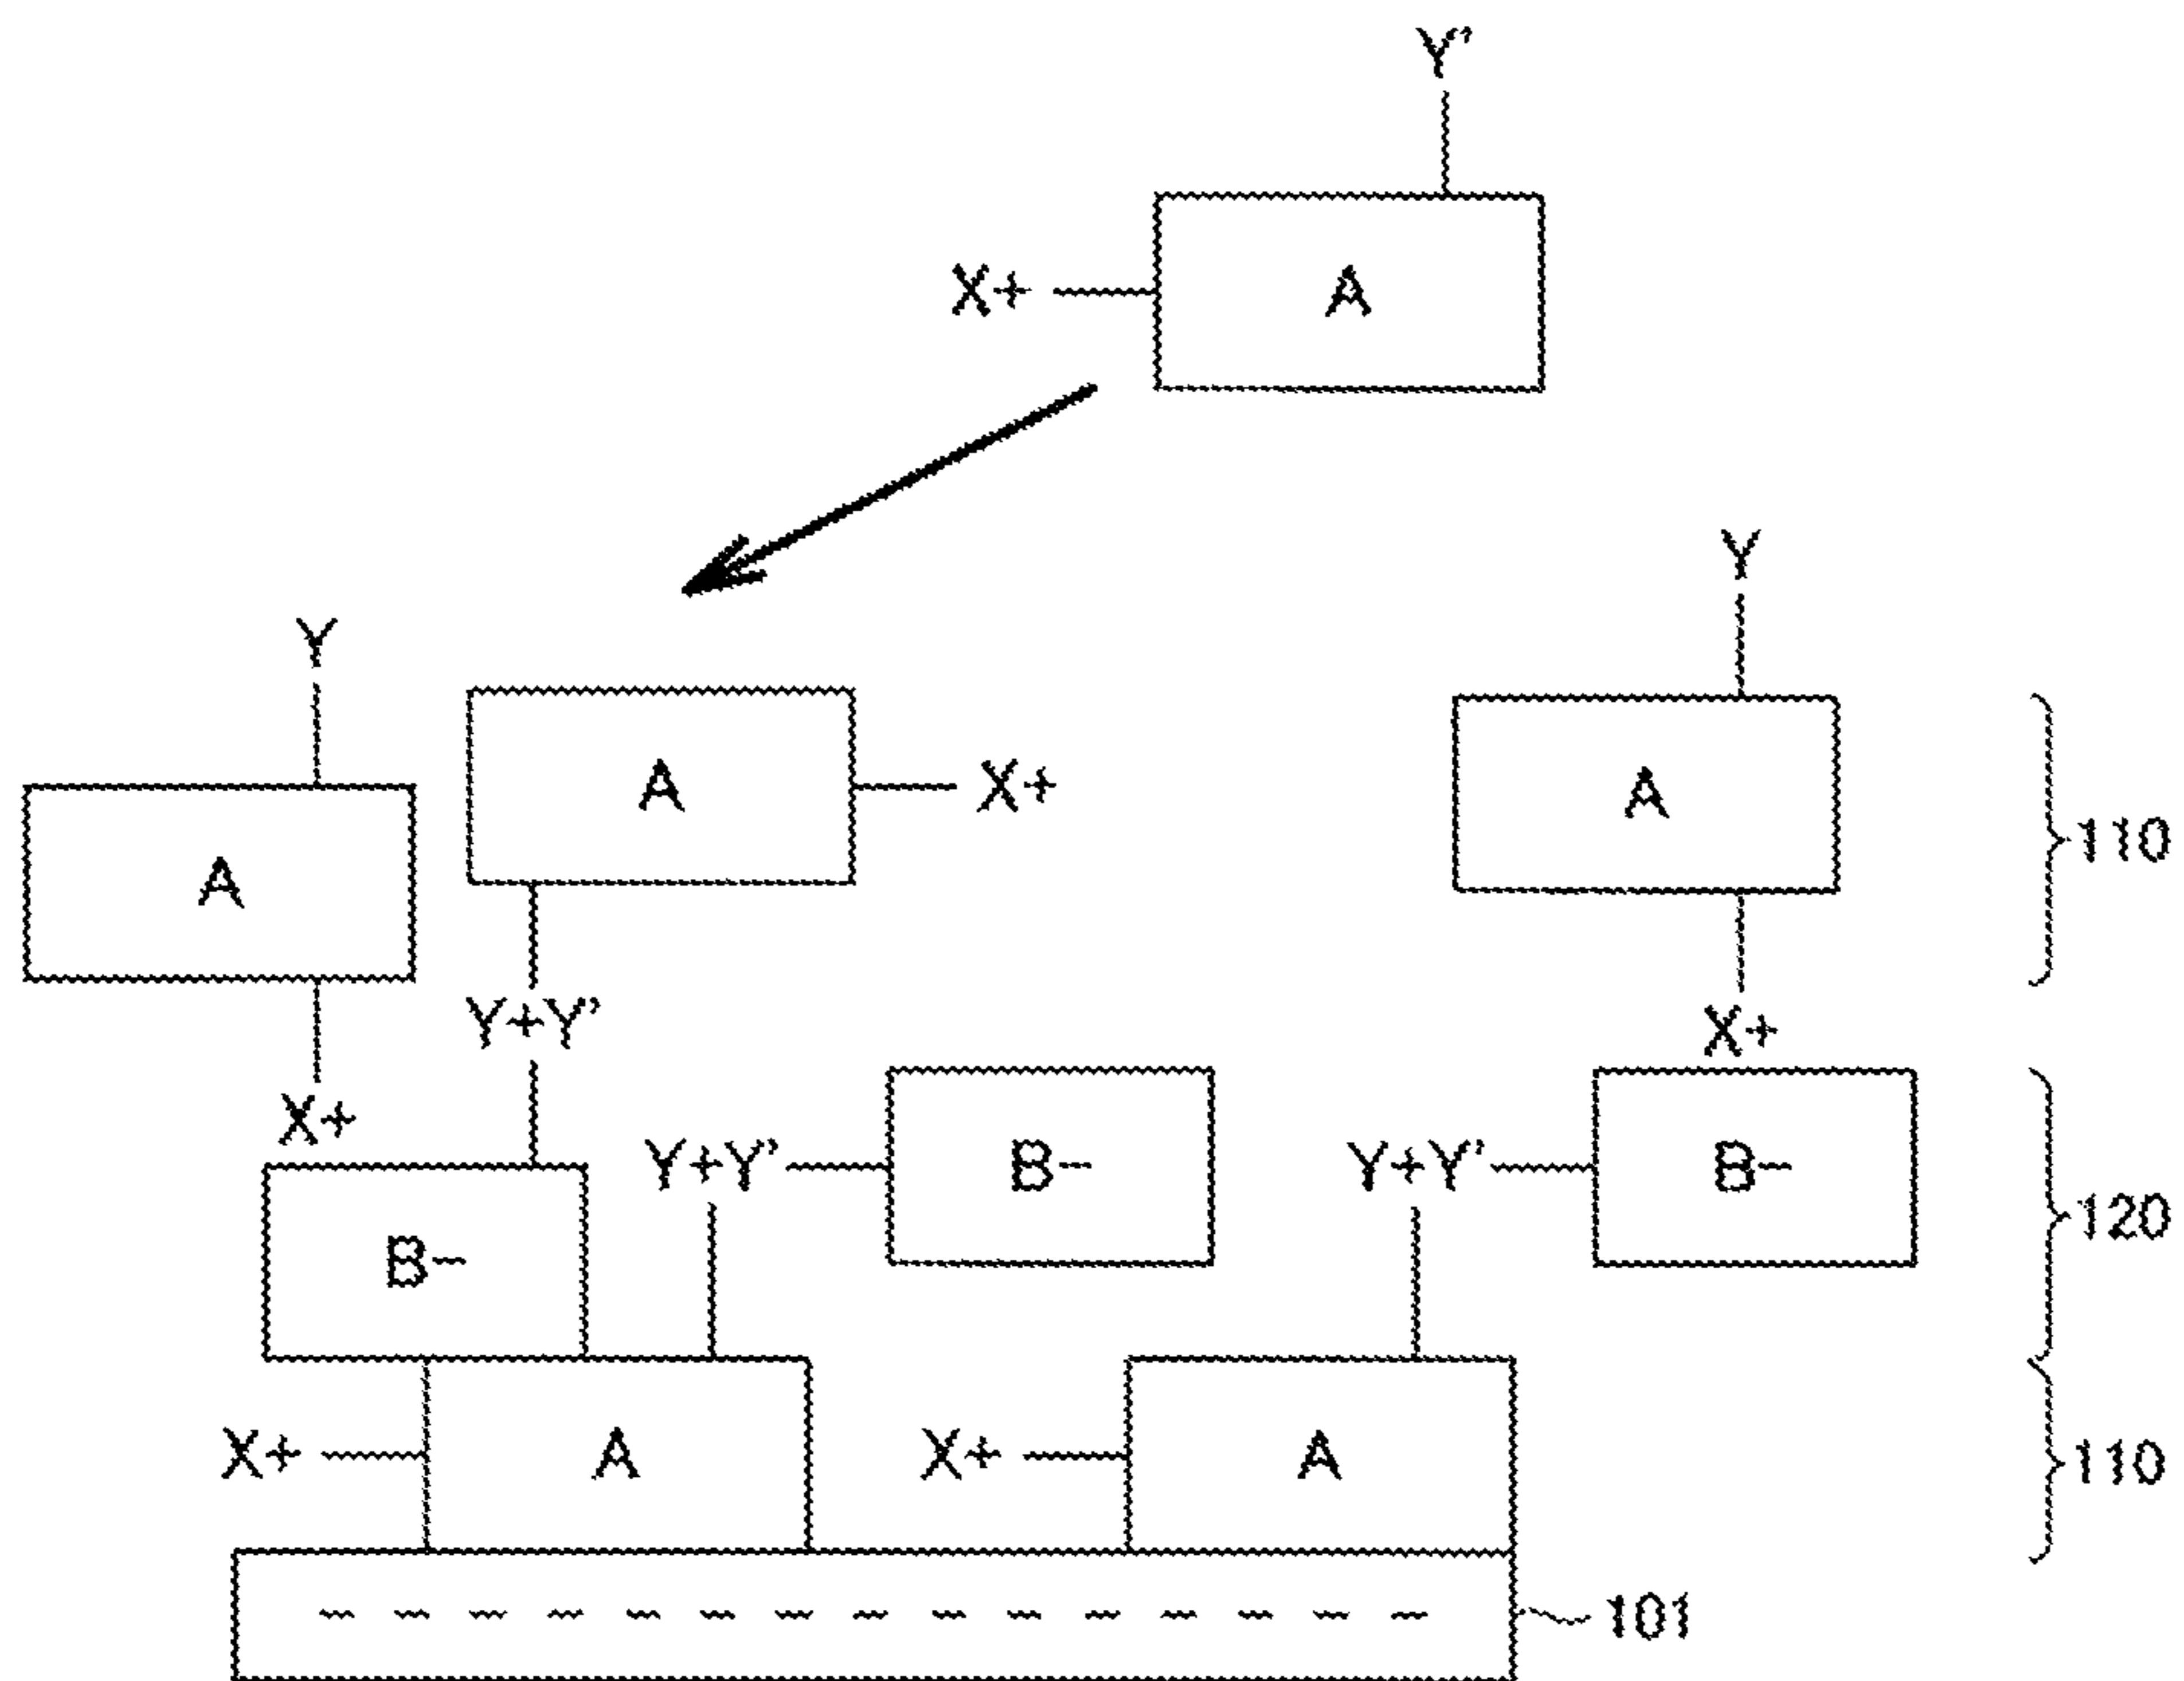 Y'
X+ A
Y
Y
A X+
A
110
A
Y+Y'
X+
X+
Y+Y' B- Y+Y' B-
120
B-
X+ A X+ A
110
- - - - - - - - - - - - - - -
101